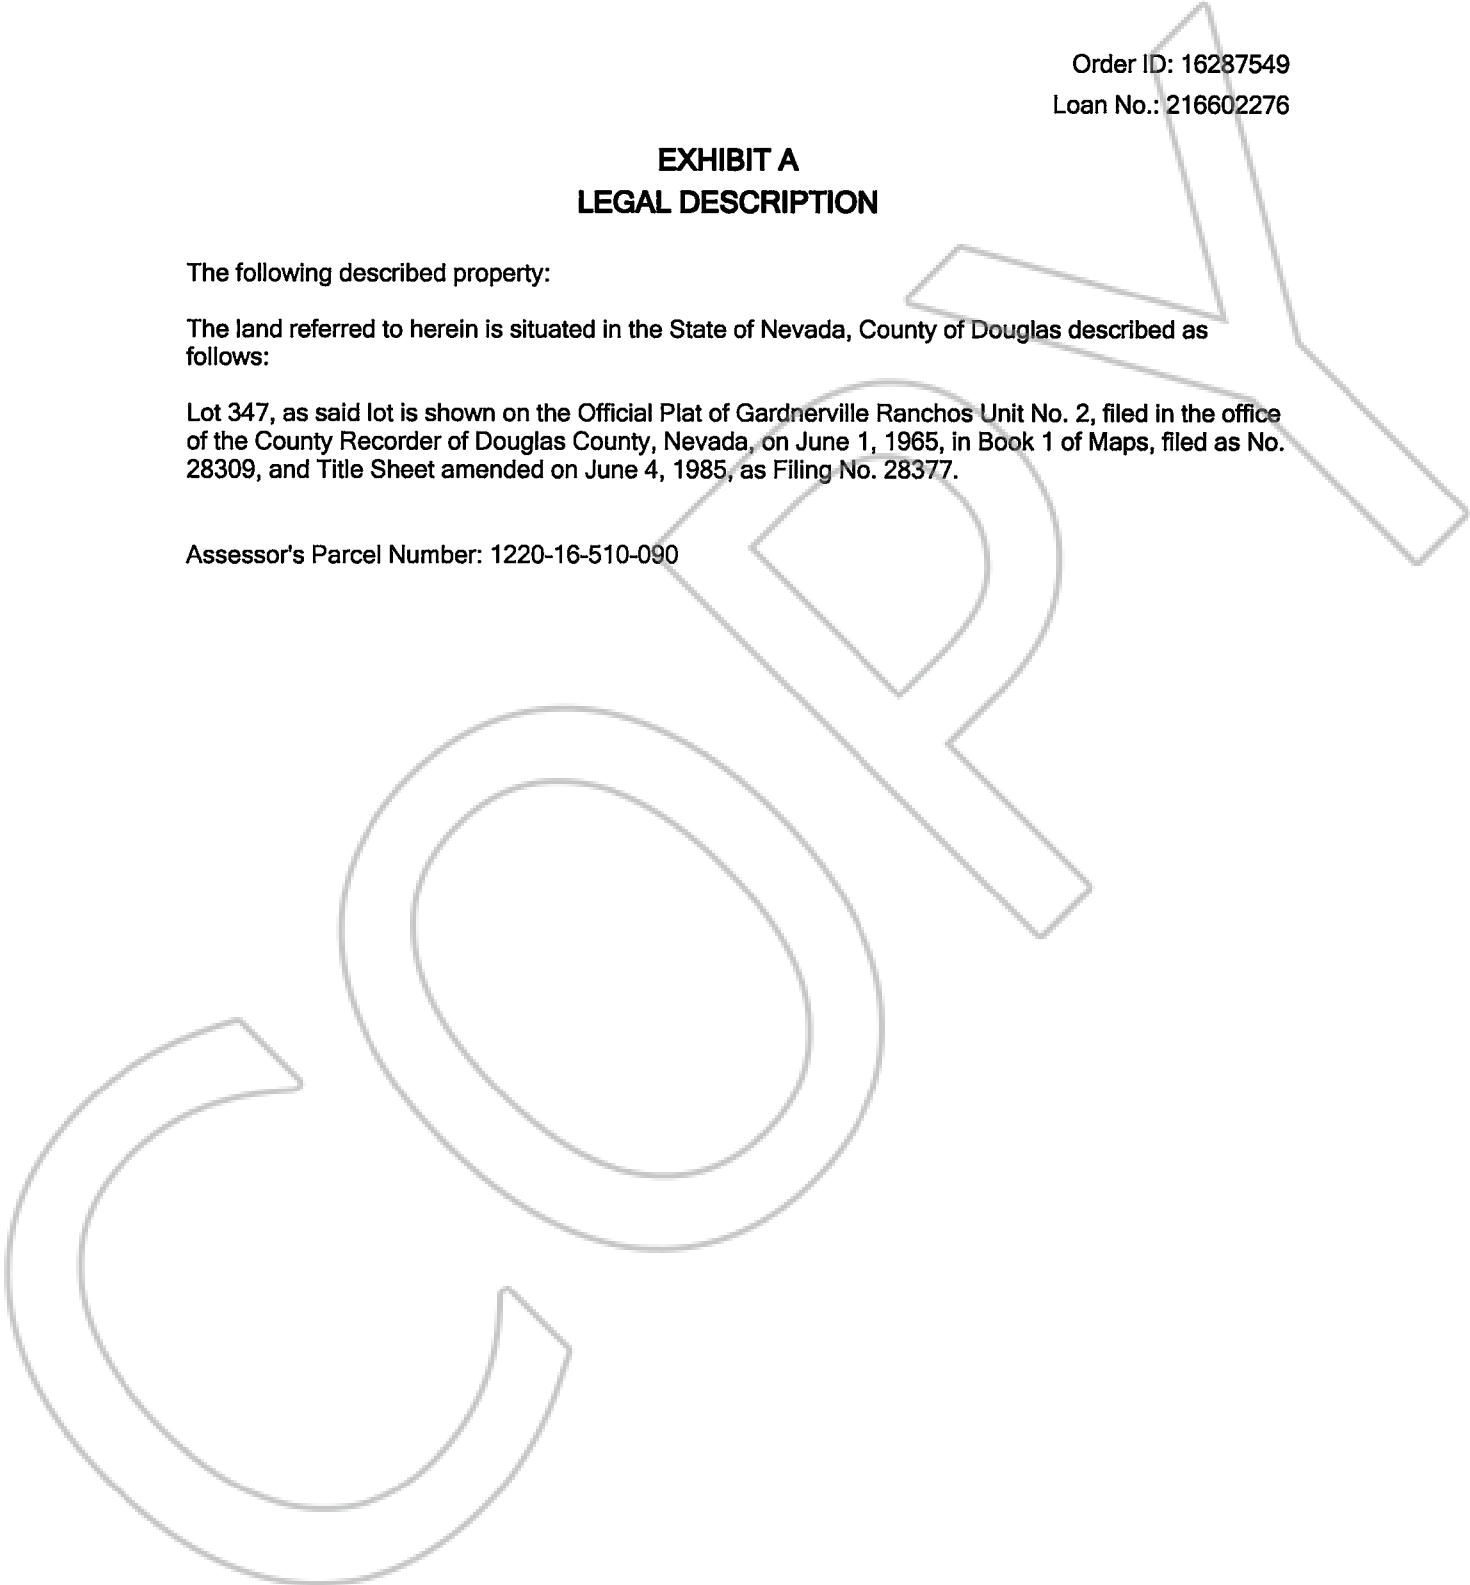 Order ID: 16287549
Loan No.: 216602276
EXHIBIT A
LEGAL DESCRIPTION
The following described property:
The land referred to herein is situated in the State of Nevada, County of Douglas described as
follows:
Lot 347, as said lot is shown on the Official Plat of Gardnerville Ranchos Unit No. 2, filed in the office
of the County Recorder of Douglas County, Nevada, on June 1, 1965, in Book 1 of Maps, filed as No.
28309, and Title Sheet amended on June 4, 1985, as Filing No. 28377.
Assessor's Parcel Number: 1220-16-510-090
COPY